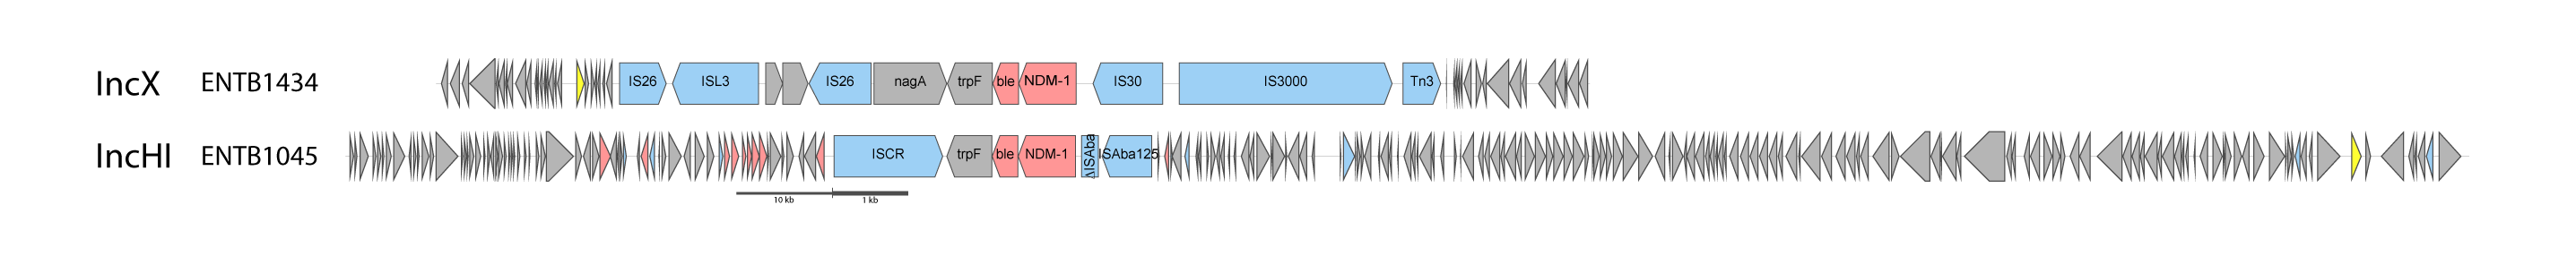 IncX ENTB1434 IS26 ISL3 IS26 nagA trpF ble NDM-1 IS30 IS3000 Tn3
IncHI ENTB1045 ISCR trpF ble NDM-1 ΔISAba ISAba125
10 kb 1 kb